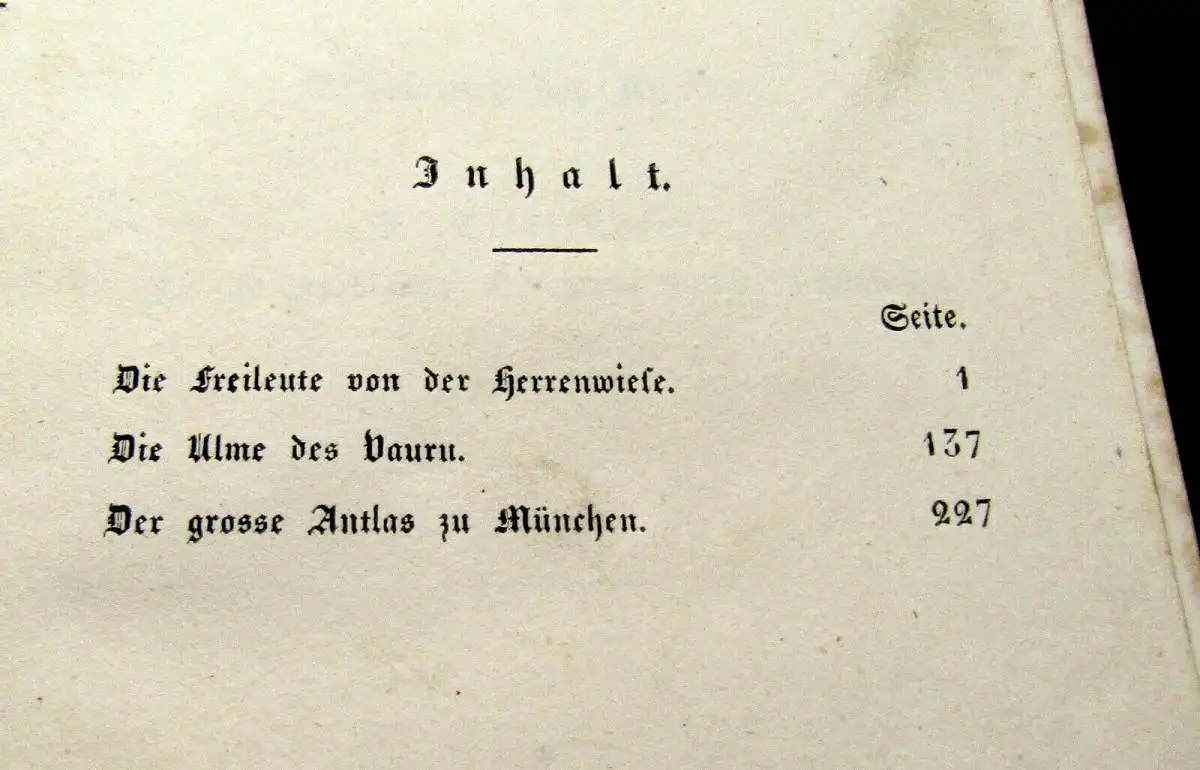 Inhalt.
Seite.
Die Freileute von der Herrenwiese. 1
Die Ulme des Vauru. 137
Der grosse Antlas zu München. 227